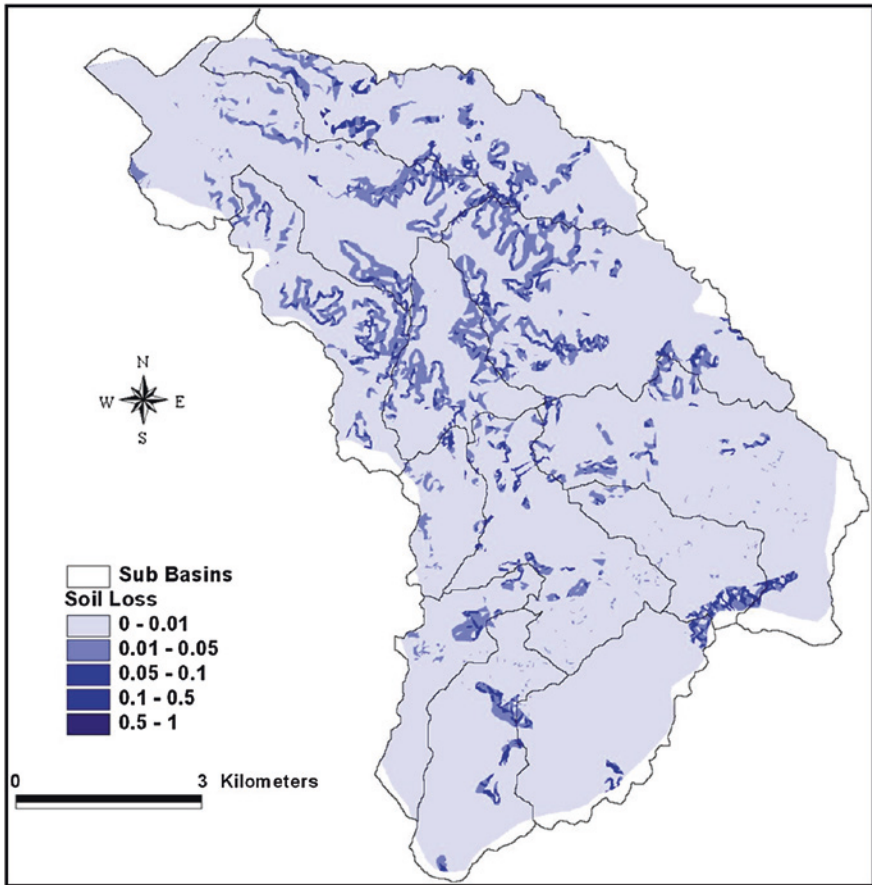 N
W E
S
Sub Basins
Soil Loss
0 - 0.01
0.01 - 0.05
0.05 - 0.1
0.1 - 0.5
0.5 - 1
0 3 Kilometers